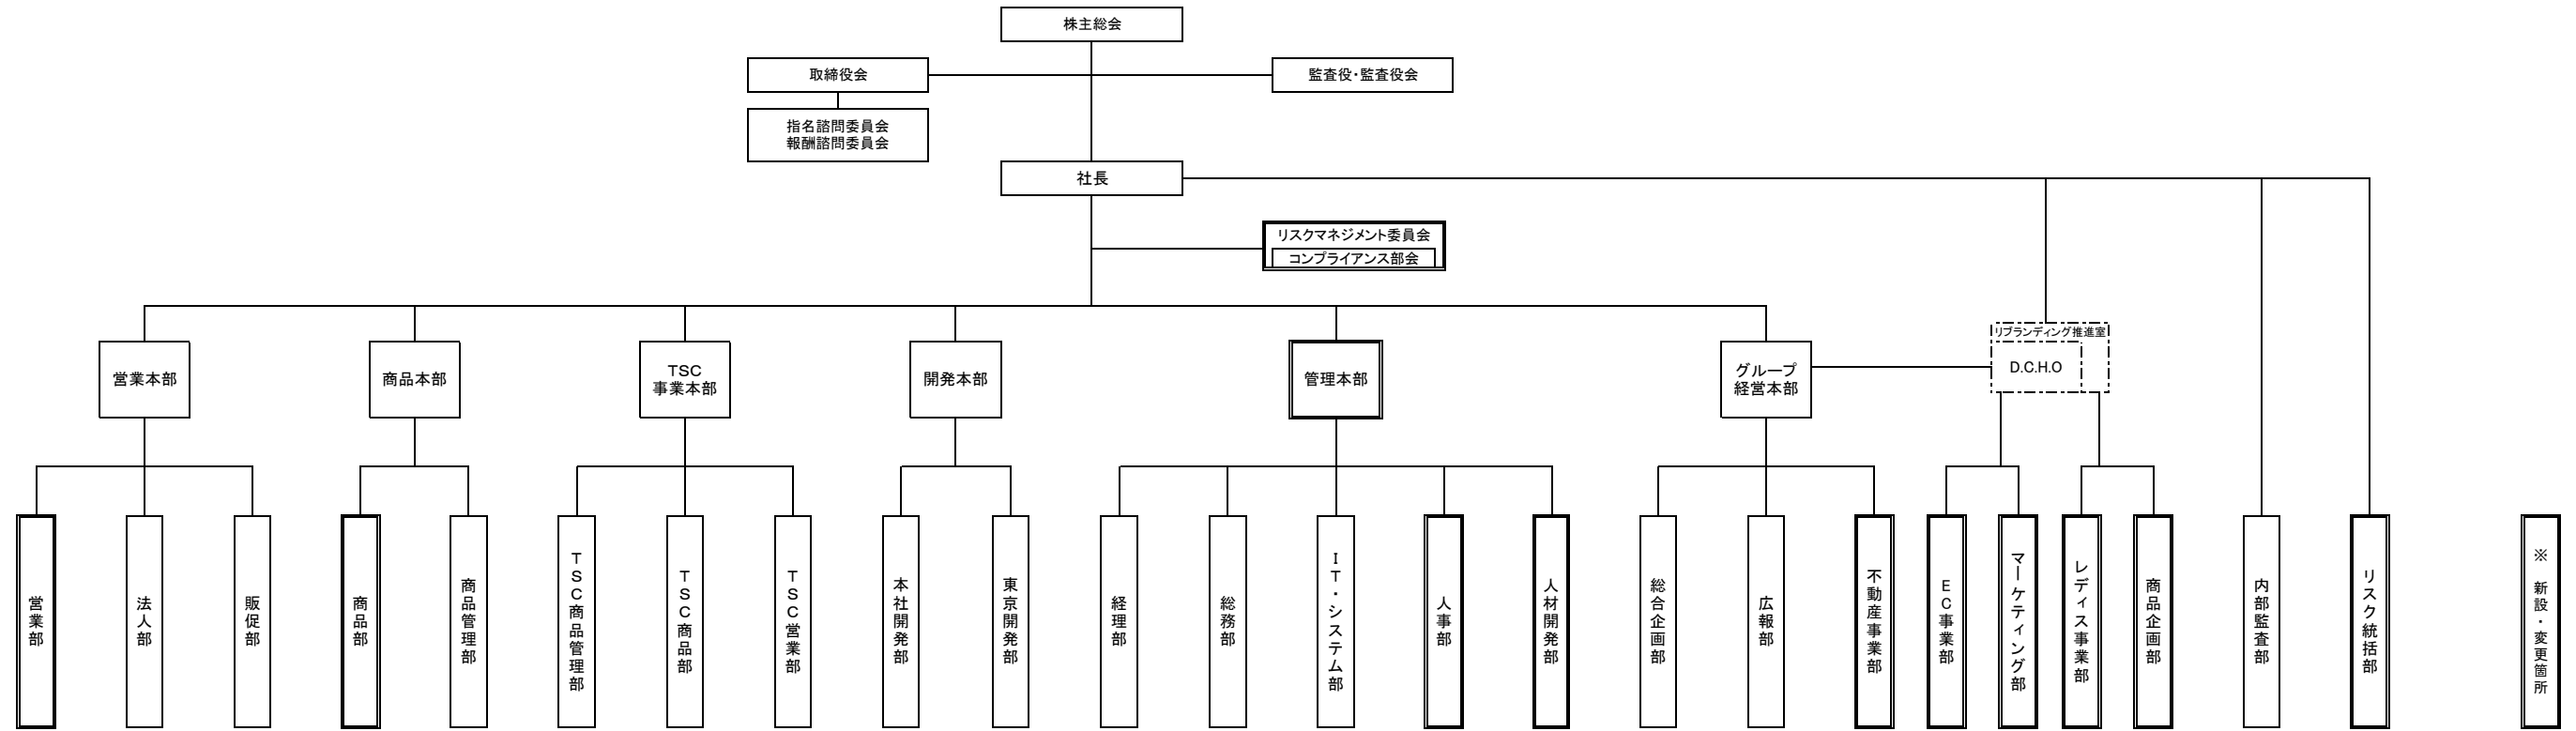 株主総会
取締役会
監査役・監査役会
指名諮問委員会
報酬諮問委員会
社長
リスクマネジメント委員会
コンプライアンス部会
営業本部
商品本部
TSC
事業本部
開発本部
管理本部
グループ
経営本部
リブランディング推進室
D.C.H.O
営業部
法人部
販促部
商品部
商品管理部
TSC商品管理部
TSC商品部
TSC営業部
本社開発部
東京開発部
経理部
総務部
IT・システム部
人事部
人材開発部
総合企画部
広報部
不動産事業部
EC事業部
マーケティング部
レディス事業部
商品企画部
内部監査部
リスク統括部
※ 新設・変更箇所